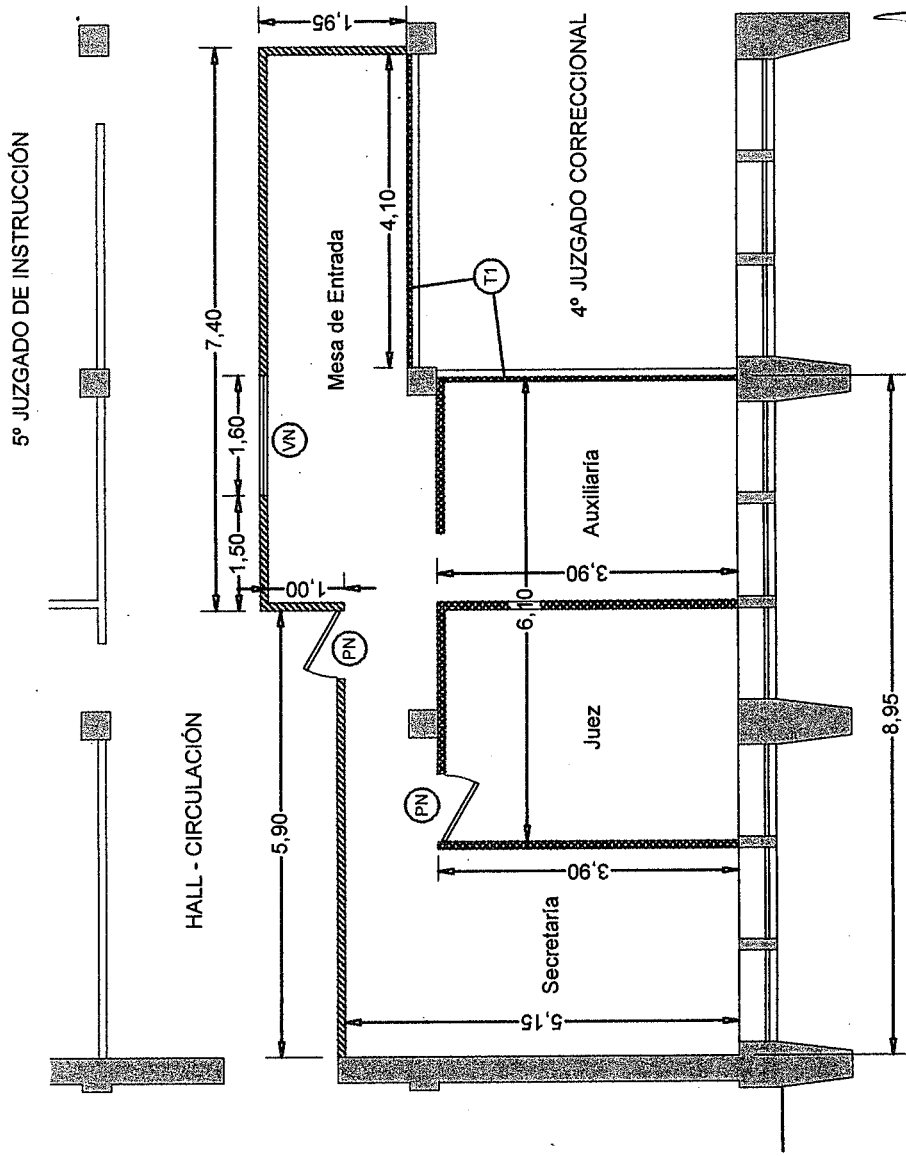 5º JUZGADO DE INSTRUCCIÓN
HALL - CIRCULACIÓN
7,40
1,95
1,50
1,60
VN
5,90
1,00
PN
Mesa de Entrada
4,10
T1
4º JUZGADO CORRECCIONAL
PN
6,10
3,90
3,90
5,15
Secretaría
Juez
Auxiliaría
8,95